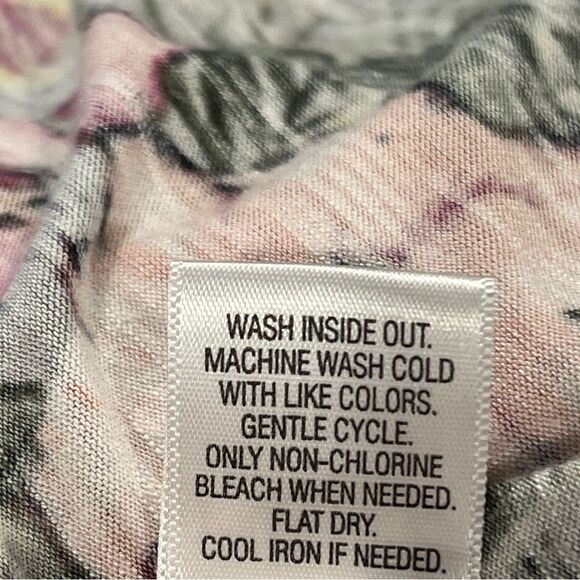 WASH INSIDE OUT.
MACHINE WASH COLD
WITH LIKE COLORS.
GENTLE CYCLE.
ONLY NON-CHLORINE
BLEACH WHEN NEEDED.
FLAT DRY.
COOL IRON IF NEEDED.